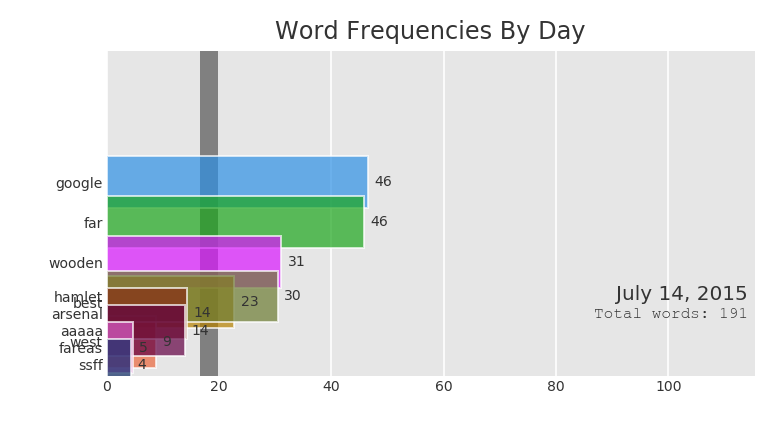 Word Frequencies By Day
google 46
far 46
wooden 31
hamlet 30
best 23
arsenal 14
aaaaa 14
west 9
fareas 5
ssff 4
July 14, 2015
Total words: 191
0 20 40 60 80 100